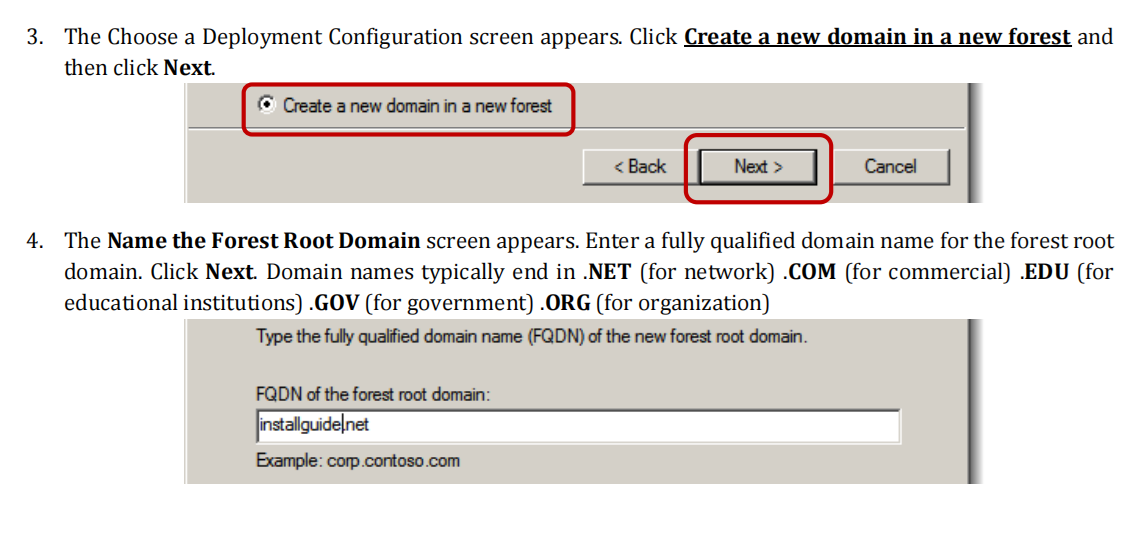 3. The Choose a Deployment Configuration screen appears. Click Create a new domain in a new forest and
then click Next.
Create a new domain in a new forest
< Back Next > Cancel
4. The Name the Forest Root Domain screen appears. Enter a fully qualified domain name for the forest root
domain. Click Next. Domain names typically end in .NET (for network) .COM (for commercial) .EDU (for
educational institutions) .GOV (for government) .ORG (for organization)
Type the fully qualified domain name (FQDN) of the new forest root domain.
FQDN of the forest root domain:
installguide.net
Example: corp.contoso.com